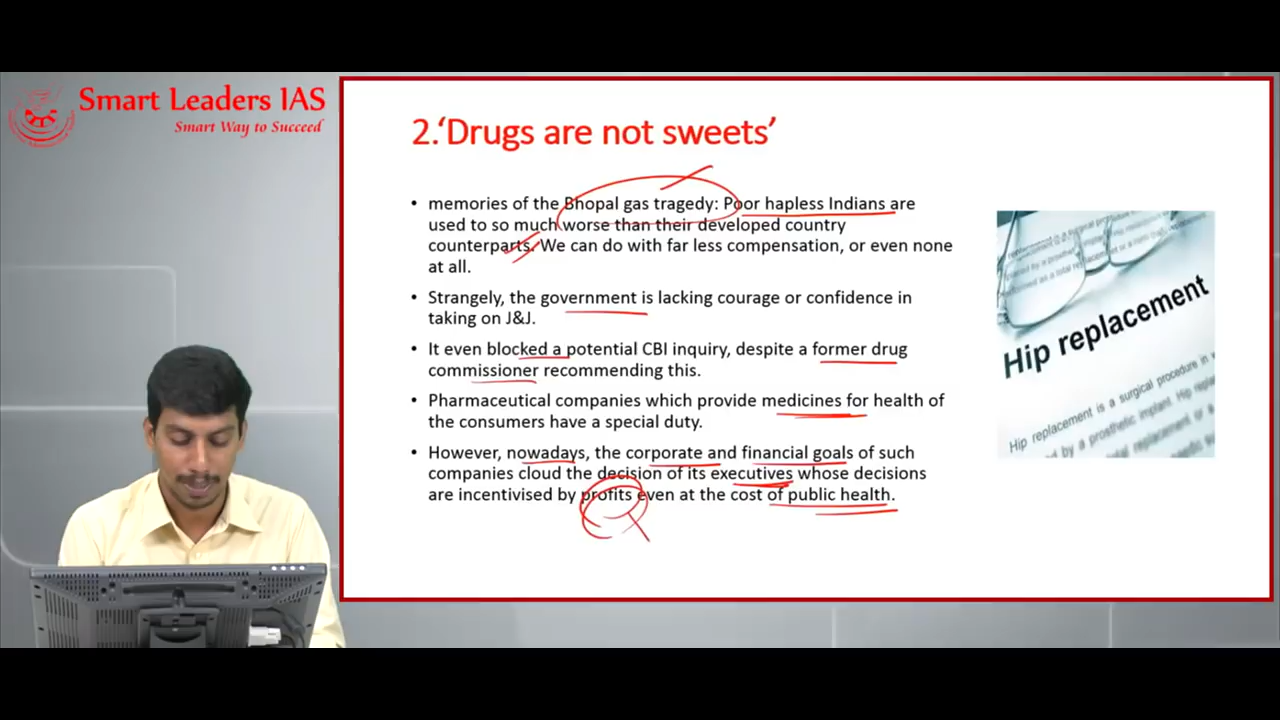 Smart Leaders IAS
Smart Way to Succeed
2.‘Drugs are not sweets’
• memories of the Bhopal gas tragedy: Poor hapless Indians are
used to so much worse than their developed country
counterparts. We can do with far less compensation, or even none
at all.
• Strangely, the government is lacking courage or confidence in
taking on J&J.
• It even blocked a potential CBI inquiry, despite a former drug
commissioner recommending this.
• Pharmaceutical companies which provide medicines for health of
the consumers have a special duty.
• However, nowadays, the corporate and financial goals of such
companies cloud the decision of its executives whose decisions
are incentivised by profits even at the cost of public health.
Hip replacement
Hip replacement is a surgical procedure in
by a prosthetic implant. Hip